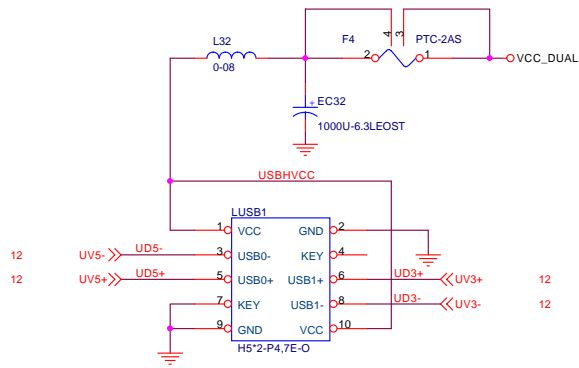 L32
0-08
F4
PTC-2AS
4
3
2
1
VCC_DUAL
+
EC32
1000U-6.3LEOST
USBHVCC
LUSB1
1
VCC
GND
2
12
UV5-
UD5-
3
USB0-
KEY
4
12
UV5+
UD5+
5
USB0+
USB1+
6
UD3+
UV3+
12
7
KEY
USB1-
8
UD3-
UV3-
12
9
GND
VCC
10
H5*2-P4,7E-O